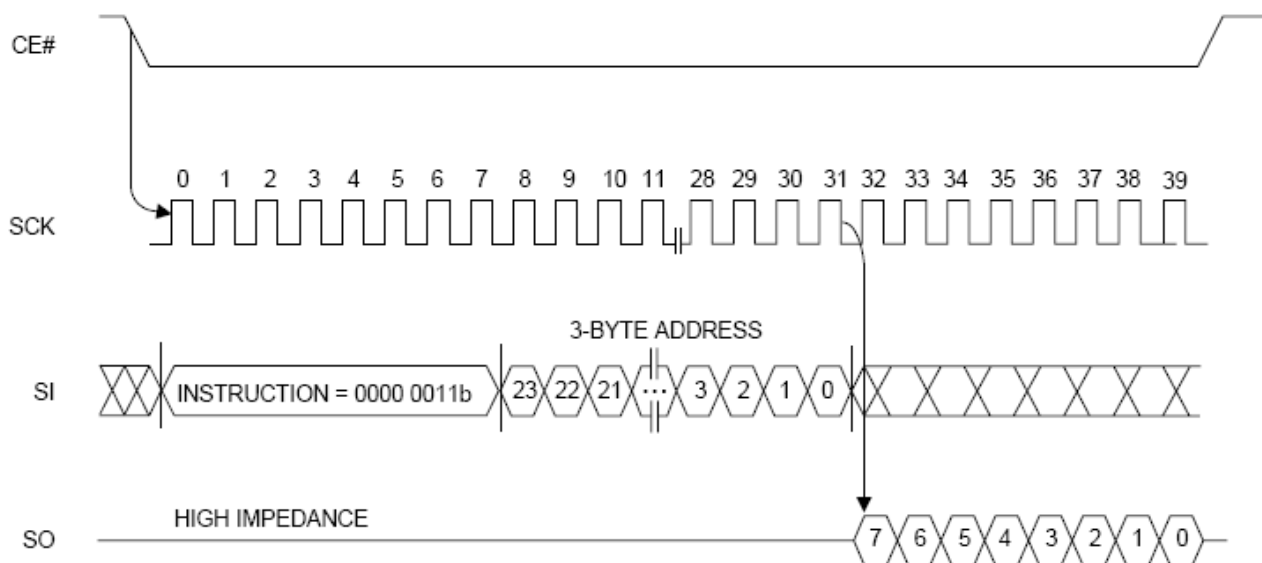 CE#
0 1 2 3 4 5 6 7 8 9 10 11 28 29 30 31 32 33 34 35 36 37 38 39
SCK
3-BYTE ADDRESS
SI INSTRUCTION = 0000 0011b 23 22 21 ... 3 2 1 0
HIGH IMPEDANCE
SO 7 6 5 4 3 2 1 0